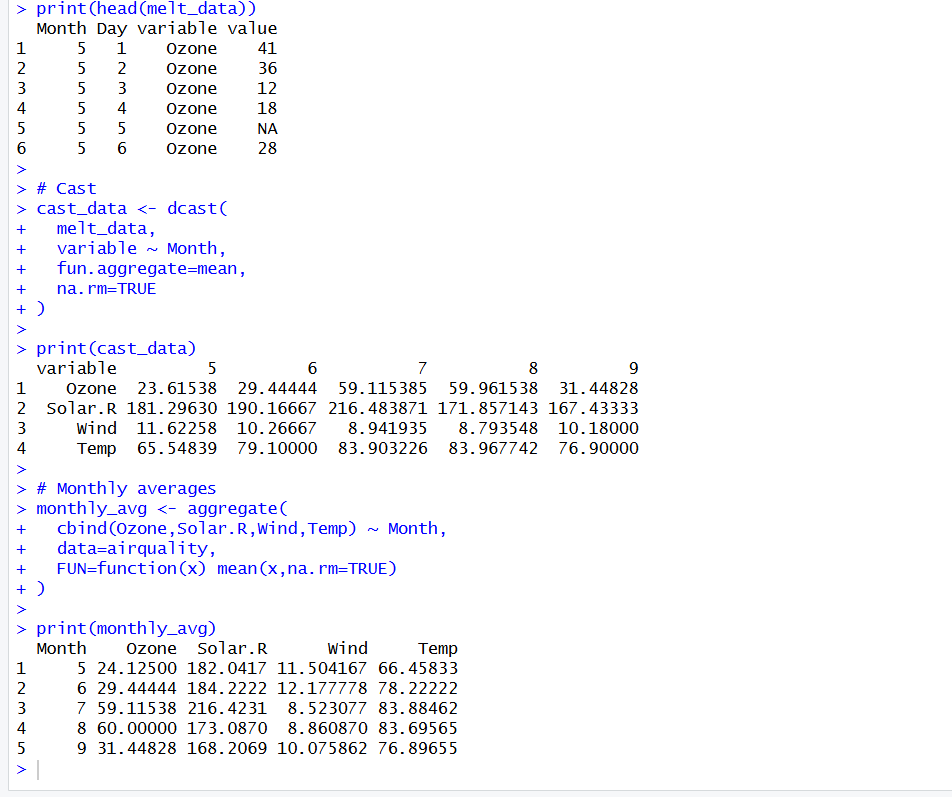 > print(head(melt_data))
  Month Day variable value
1     5   1    Ozone    41
2     5   2    Ozone    36
3     5   3    Ozone    12
4     5   4    Ozone    18
5     5   5    Ozone    NA
6     5   6    Ozone    28
>
> # Cast
> cast_data <- dcast(
+   melt_data,
+   variable ~ Month,
+   fun.aggregate=mean,
+   na.rm=TRUE
+ )
>
> print(cast_data)
  variable         5         6          7          8         9
1    Ozone  23.61538  29.44444  59.115385  59.961538  31.44828
2  Solar.R 181.29630 190.16667 216.483871 171.857143 167.43333
3     Wind  11.62258  10.26667   8.941935   8.793548  10.18000
4     Temp  65.54839  79.10000  83.903226  83.967742  76.90000
>
> # Monthly averages
> monthly_avg <- aggregate(
+   cbind(Ozone,Solar.R,Wind,Temp) ~ Month,
+   data=airquality,
+   FUN=function(x) mean(x,na.rm=TRUE)
+ )
>
> print(monthly_avg)
  Month    Ozone  Solar.R      Wind     Temp
1     5 24.12500 182.0417 11.504167 66.45833
2     6 29.44444 184.2222 12.177778 78.22222
3     7 59.11538 216.4231  8.523077 83.88462
4     8 60.00000 173.0870  8.860870 83.69565
5     9 31.44828 168.2069 10.075862 76.89655
>